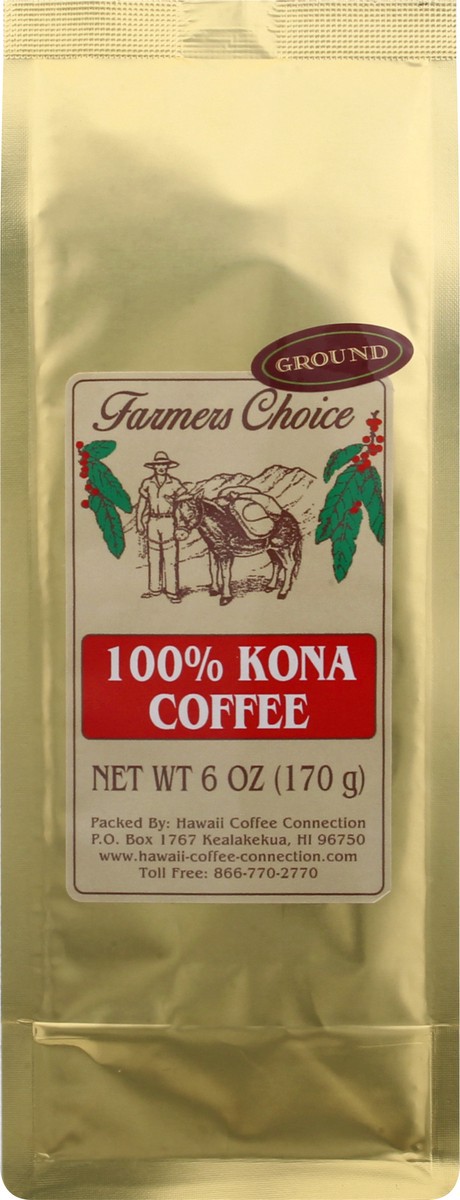 GROUND
Farmers Choice
100% KONA
COFFEE
NET WT 6 OZ (170 g)
Packed By: Hawaii Coffee Connection
P.O. Box 1767 Kealakekua, HI 96750
www.hawaii-coffee-connection.com
Toll Free: 866-770-2770